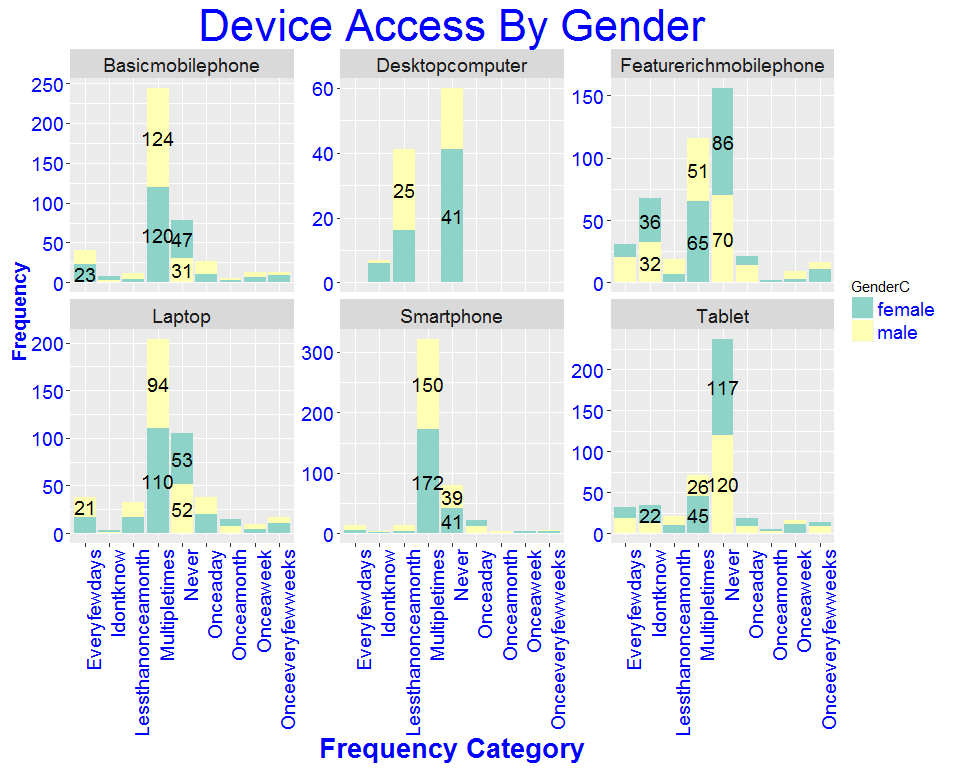 Device Access By Gender
Basicmobilephone
Desktopcomputer
Featurerichmobilephone
250
200
150
100
50
0
124
120
47
31
23
60
40
20
0
25
41
150
100
50
0
36
32
51
65
86
70
Frequency
Laptop
Smartphone
Tablet
200
150
100
50
0
21
94
110
53
52
300
200
100
0
150
172
39
41
200
150
100
50
0
22
26
45
117
120
GenderC
female
male
Everyfewdays
Idontknow
Lessthanonceamonth
Multipletimes
Never
Onceaday
Onceamonth
Onceaweek
Onceeveryfewweeks
Everyfewdays
Idontknow
Lessthanonceamonth
Multipletimes
Never
Onceaday
Onceamonth
Onceaweek
Onceeveryfewweeks
Everyfewdays
Idontknow
Lessthanonceamonth
Multipletimes
Never
Onceaday
Onceamonth
Onceaweek
Onceeveryfewweeks
Frequency Category